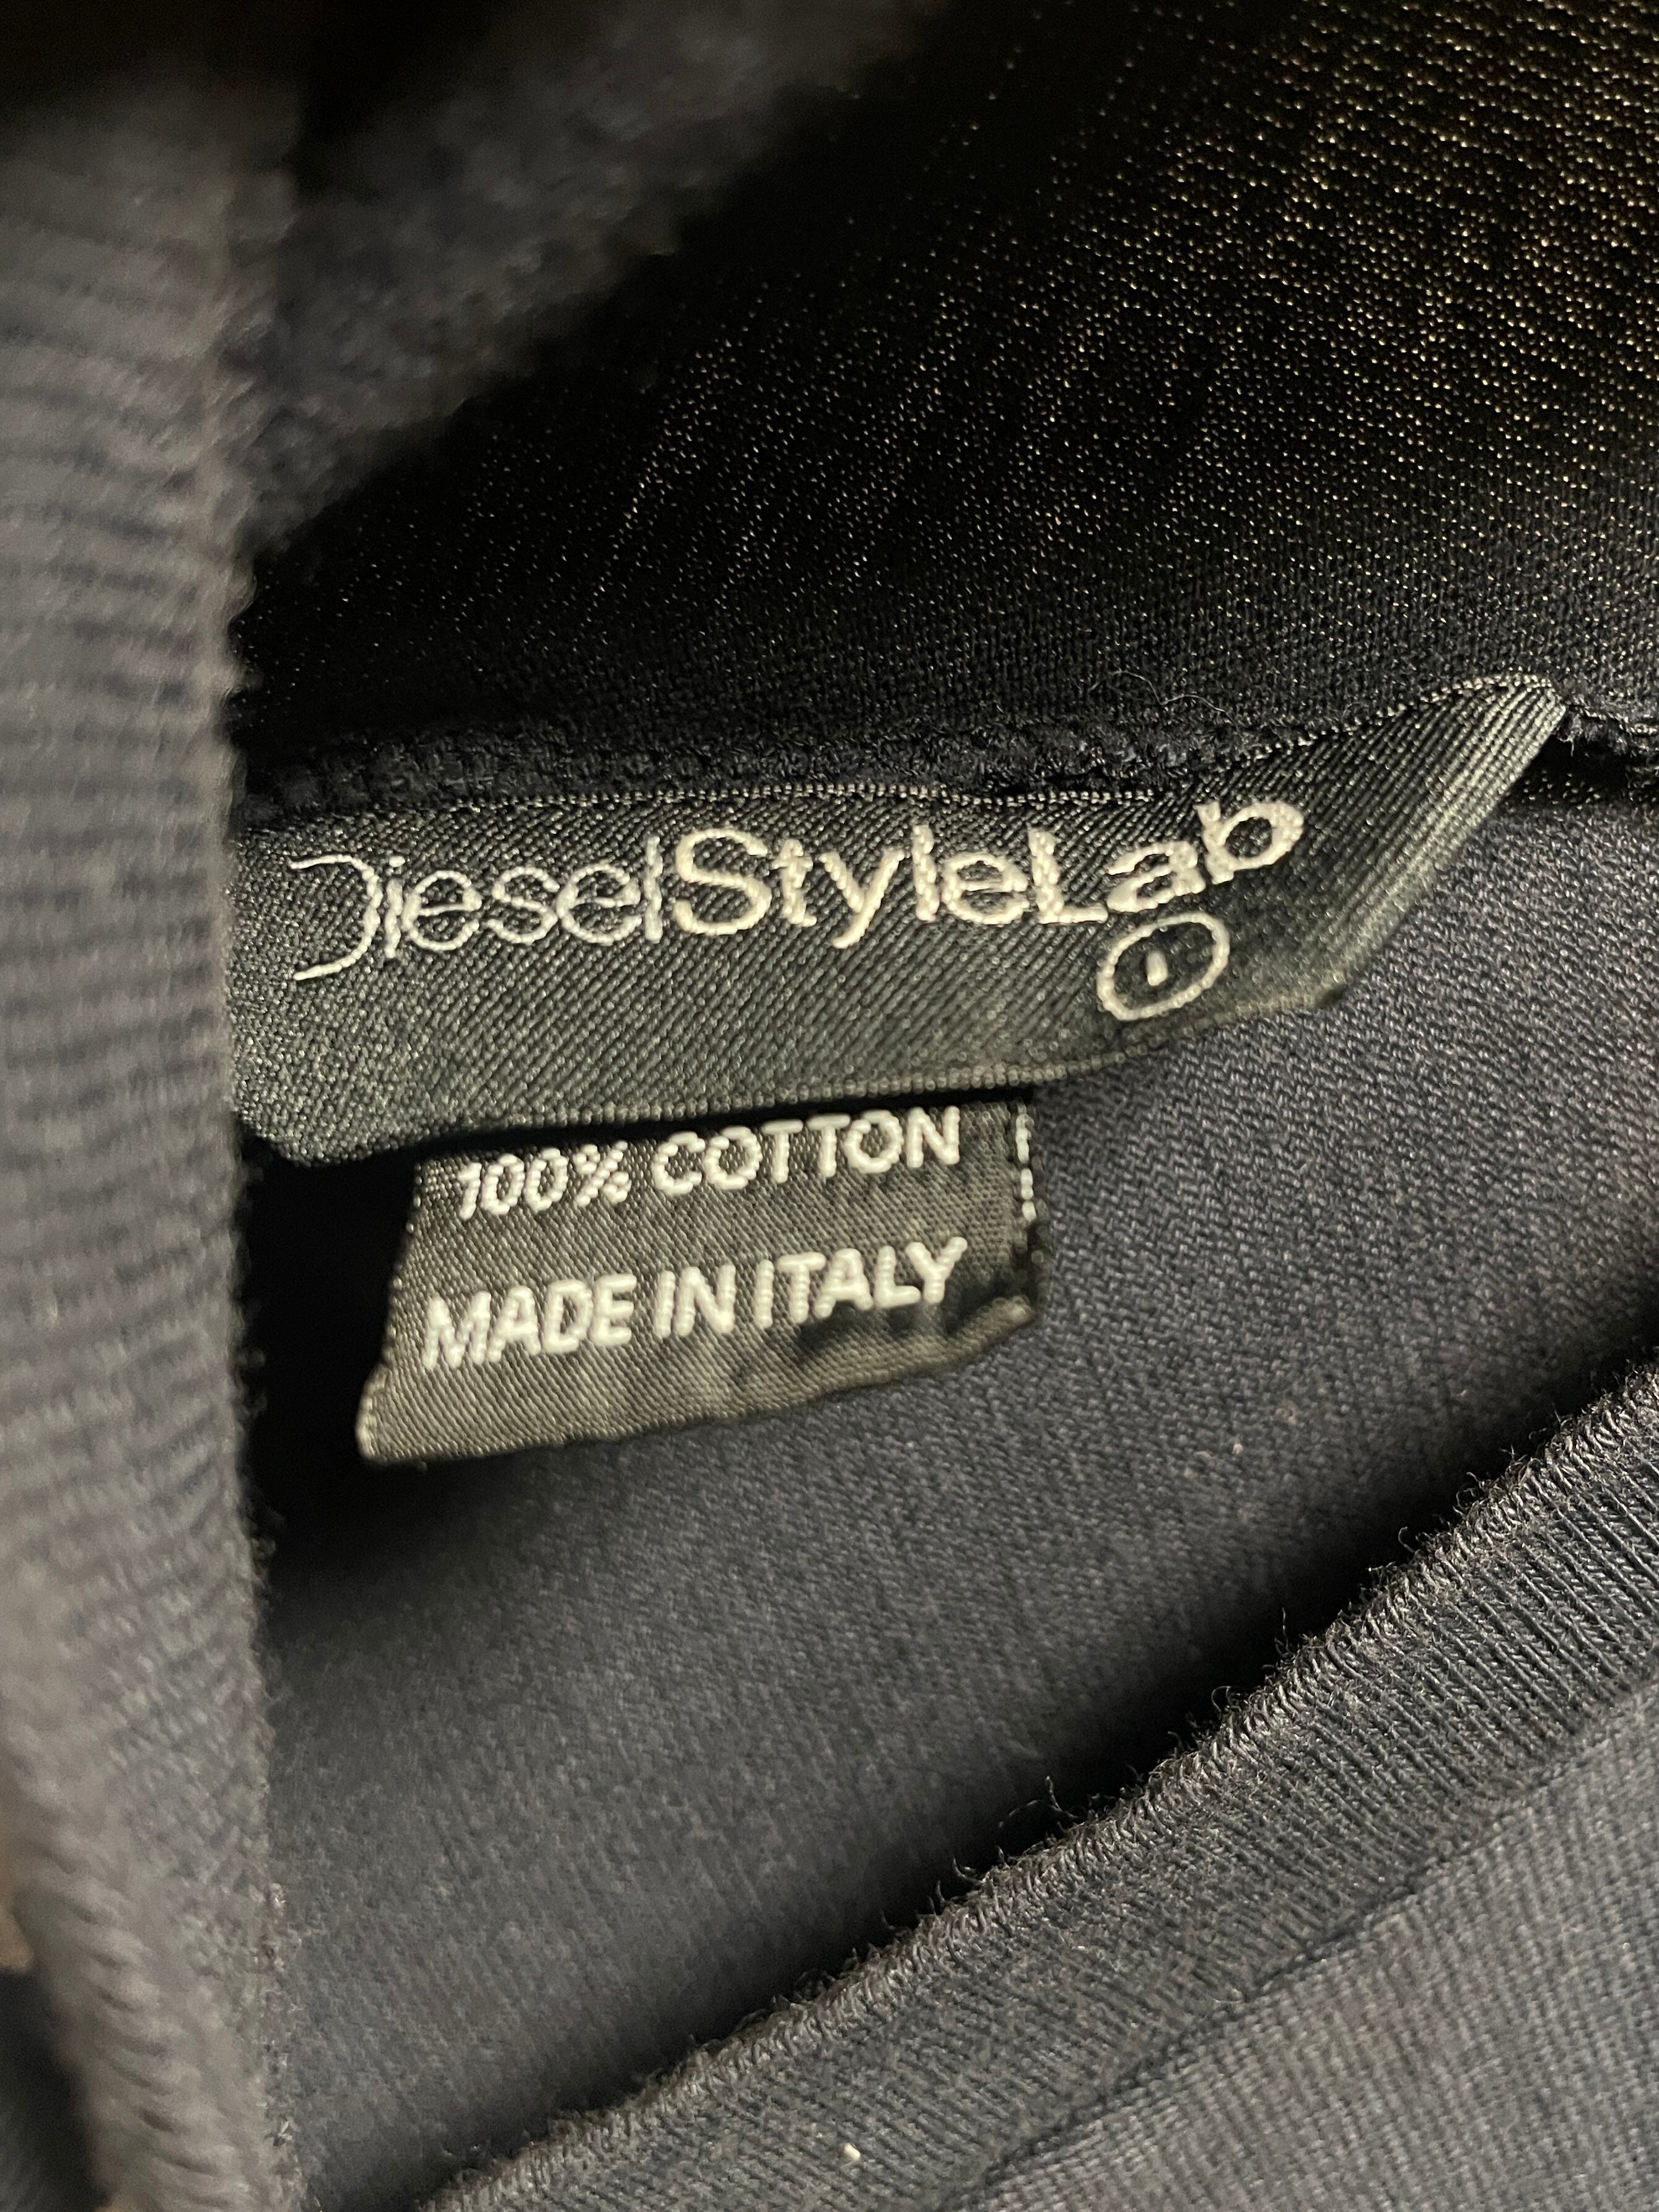 DieselStyleLab
100% COTTON
MADE IN ITALY